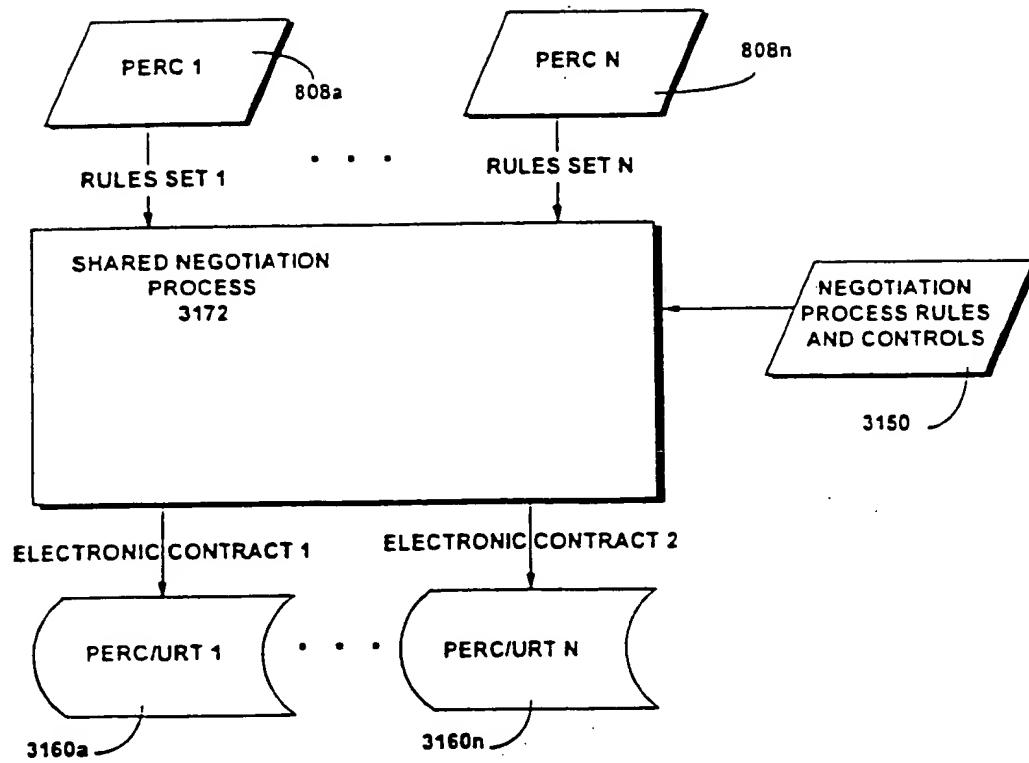 PERC 1
808a
PERC N
808n
RULES SET 1
RULES SET N
SHARED NEGOTIATION
PROCESS
3172
NEGOTIATION
PROCESS RULES
AND CONTROLS
3150
ELECTRONIC CONTRACT 1
ELECTRONIC CONTRACT 2
PERC/URT 1
PERC/URT N
3160a
3160n